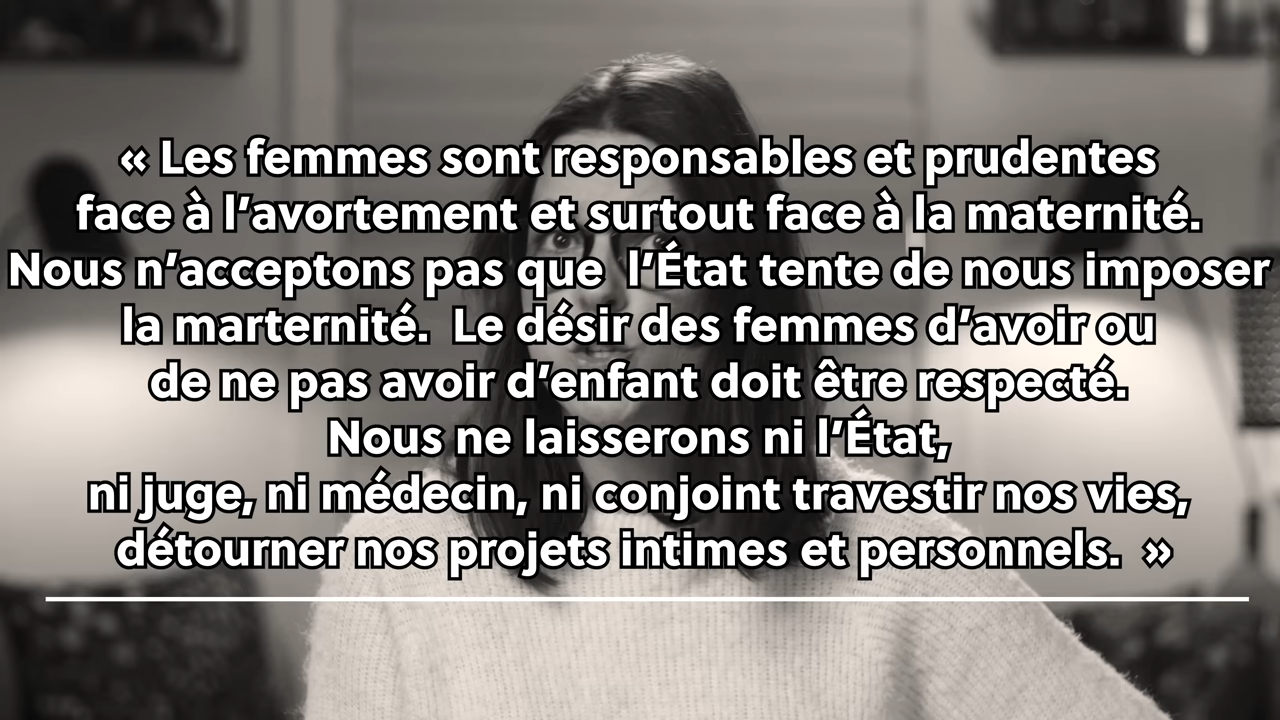 « Les femmes sont responsables et prudentes
face à l’avortement et surtout face à la maternité.
Nous n’acceptons pas que  l’État tente de nous imposer
la marternité.  Le désir des femmes d’avoir ou
de ne pas avoir d’enfant doit être respecté.
Nous ne laisserons ni l’État,
ni juge, ni médecin, ni conjoint travestir nos vies,
détourner nos projets intimes et personnels.  »